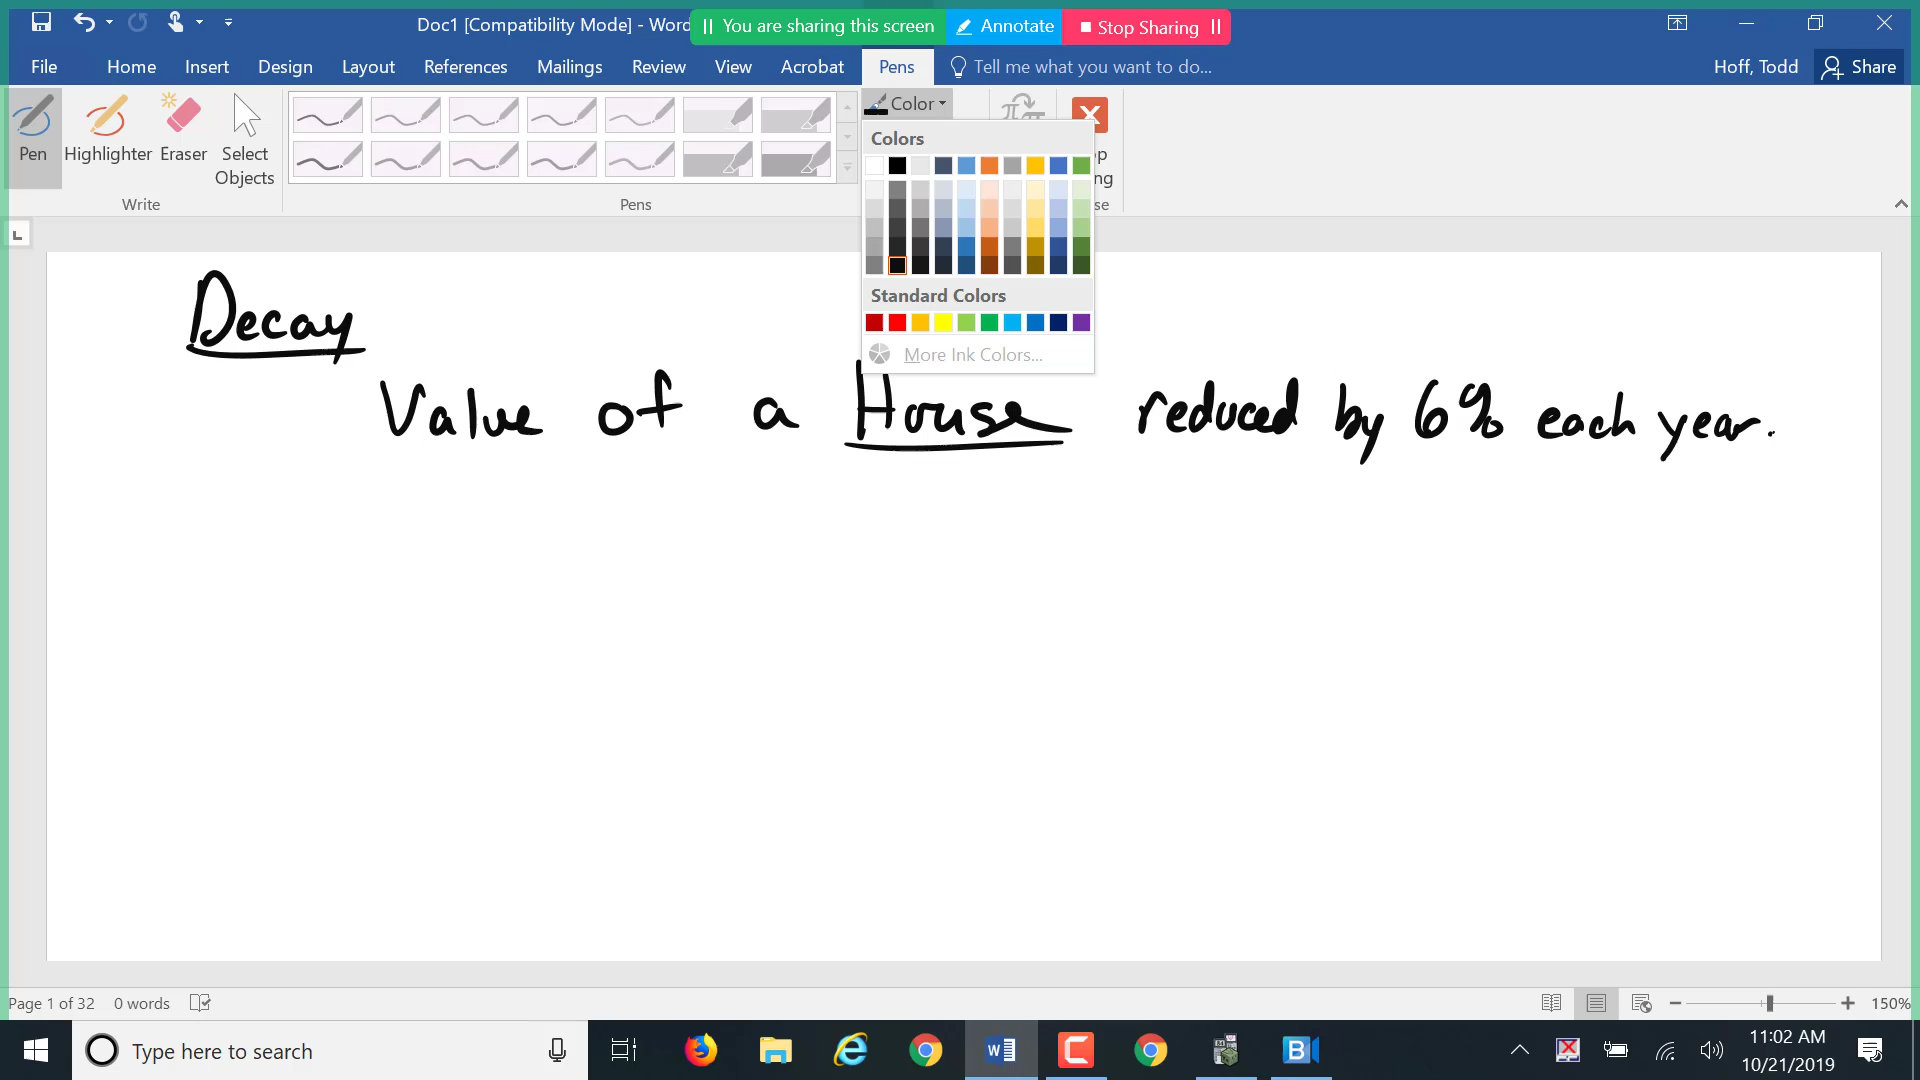 Doc1 [Compatibility Mode] - Word
You are sharing this screen
Annotate
Stop Sharing
File Home Insert Design Layout References Mailings Review View Acrobat Pens Tell me what you want to do... Hoff, Todd Share
Pen Highlighter Eraser Select Objects
Color
Write
Pens
Colors
Standard Colors
More Ink Colors...
op
ng
se
Decay
Value of a House reduced by 6% each year.
Page 1 of 32 0 words 150%
Type here to search
11:02 AM
10/21/2019